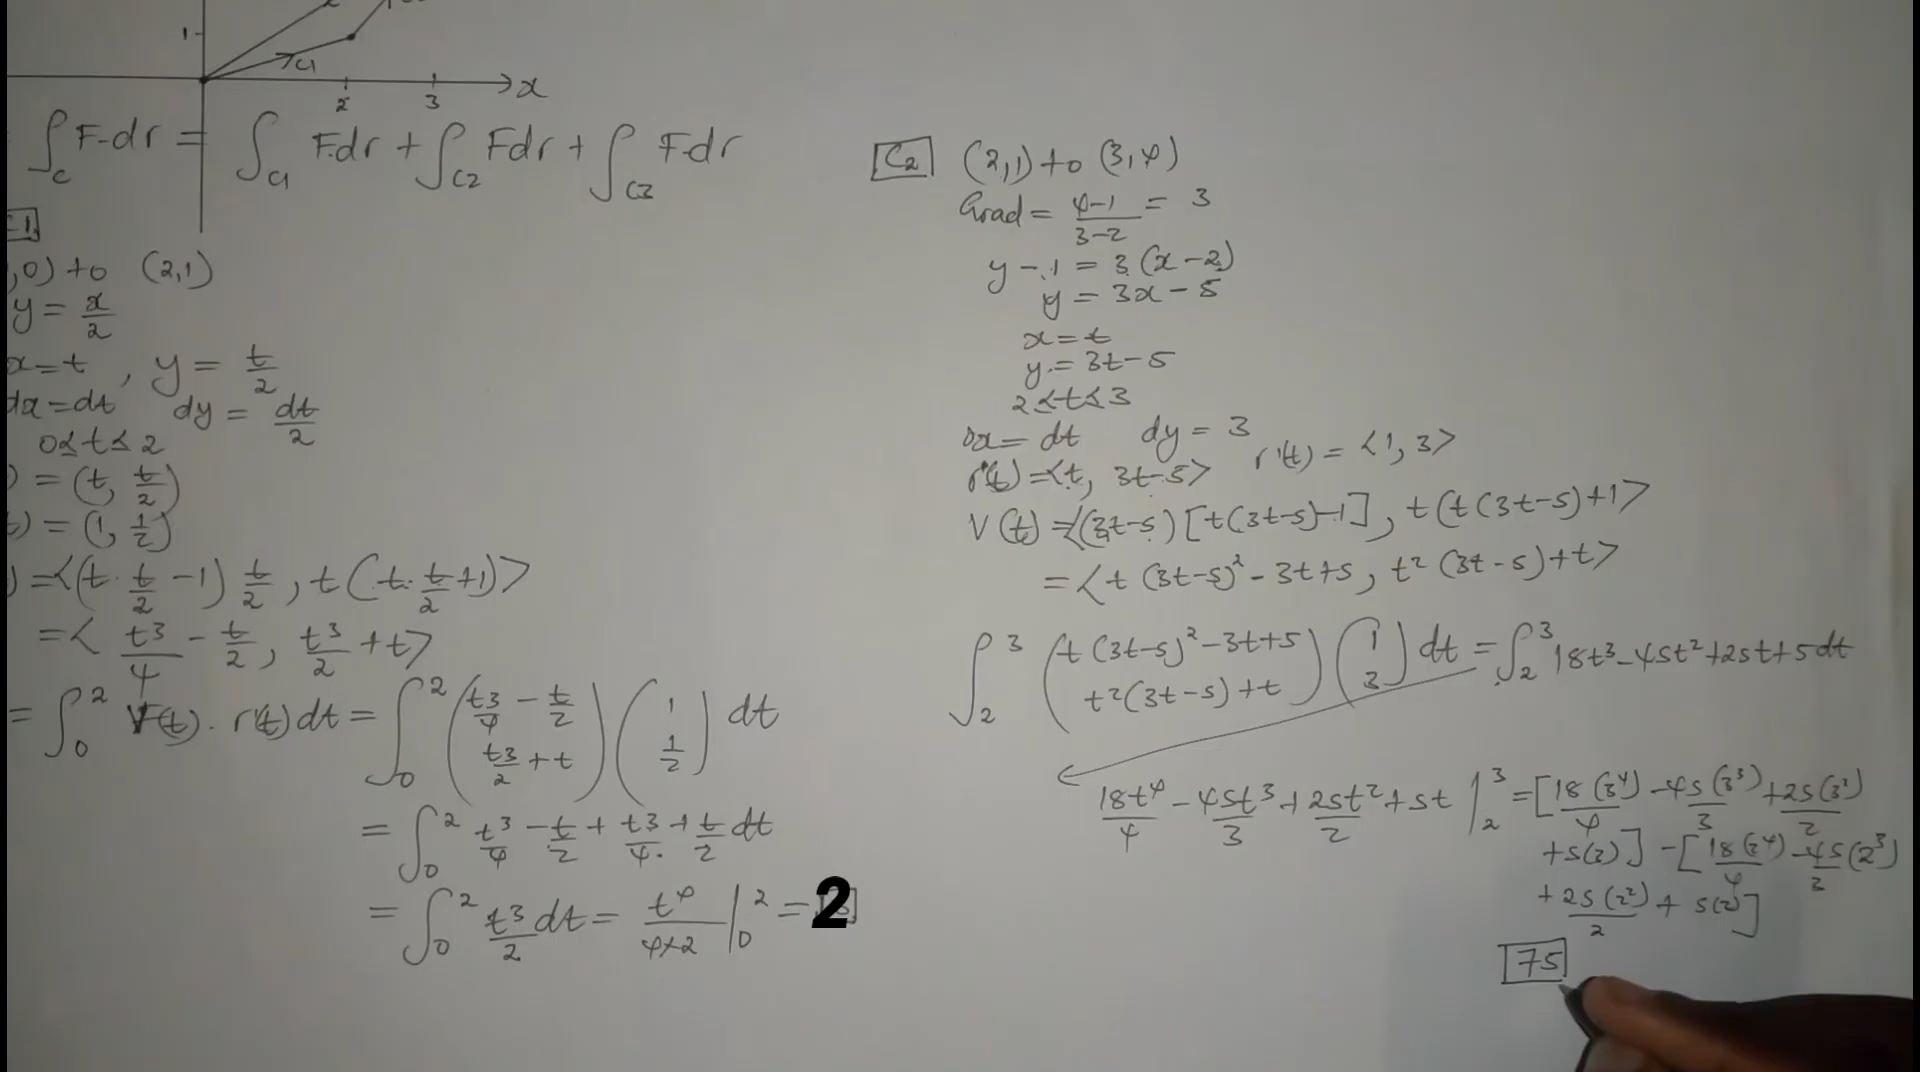 1
C1
2 3 x
∫_C F·dr = ∫_C1 F·dr + ∫_C2 F·dr + ∫_C3 F·dr
,0) to (2,1)
y = x/2
x = t , y = t/2
dx = dt dy = dt/2
0 ≤ t ≤ 2
) = (t, t/2)
t) = (1, 1/2)
) = <(t·t/2 - 1) t/2, t(t·t/2 + 1)>
= < t³/4 - t/2, t³/2 + t>
= ∫₀² V(t) · r'(t) dt = ∫₀² (t³/4 - t/2, t³/2 + t) (1, 1/2) dt
= ∫₀² t³/4 - t/2 + t³/4 + t/2 dt
= ∫₀² t³/2 dt = t⁴/(4×2) |₀² = 2
C2 (2,1) to (3,4)
Grad = (4-1)/(3-2) = 3
y - 1 = 3(x - 2)
y = 3x - 5
x = t
y = 3t - 5
2 ≤ t ≤ 3
dx = dt dy = 3
r(t) = <t, 3t-5> r'(t) = <1, 3>
V(t) = <(3t-5)[t(3t-5)-1], t(t(3t-5)+1>
= <t(3t-5)² - 3t+5, t²(3t-5)+t>
∫₂³ (t(3t-5)² - 3t+5, t²(3t-5)+t) (1, 3) dt = ∫₂³ 18t³ - 45t² + 25t + 5 dt
18t⁴/4 - 45t³/3 + 25t²/2 + 5t |₂³ = [18(3⁴)/4 - 45(3³)/3 + 25(3²)/2
+5(3)] - [18(2⁴)/4 - 45/3(2³)
+ 25(2²)/2 + 5(2)]
75